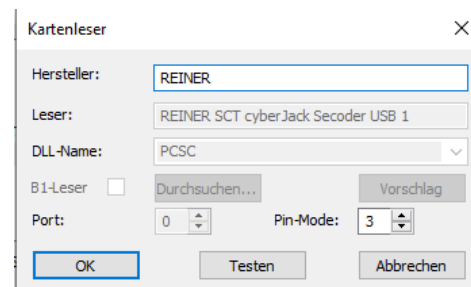 Kartenleser
Hersteller: REINER
Leser: REINER SCT cyberJack Secoder USB 1
DLL-Name: PCSC
B1-Leser Durchsuchen... Vorschlag
Port: 0 Pin-Mode: 3
OK Testen Abbrechen